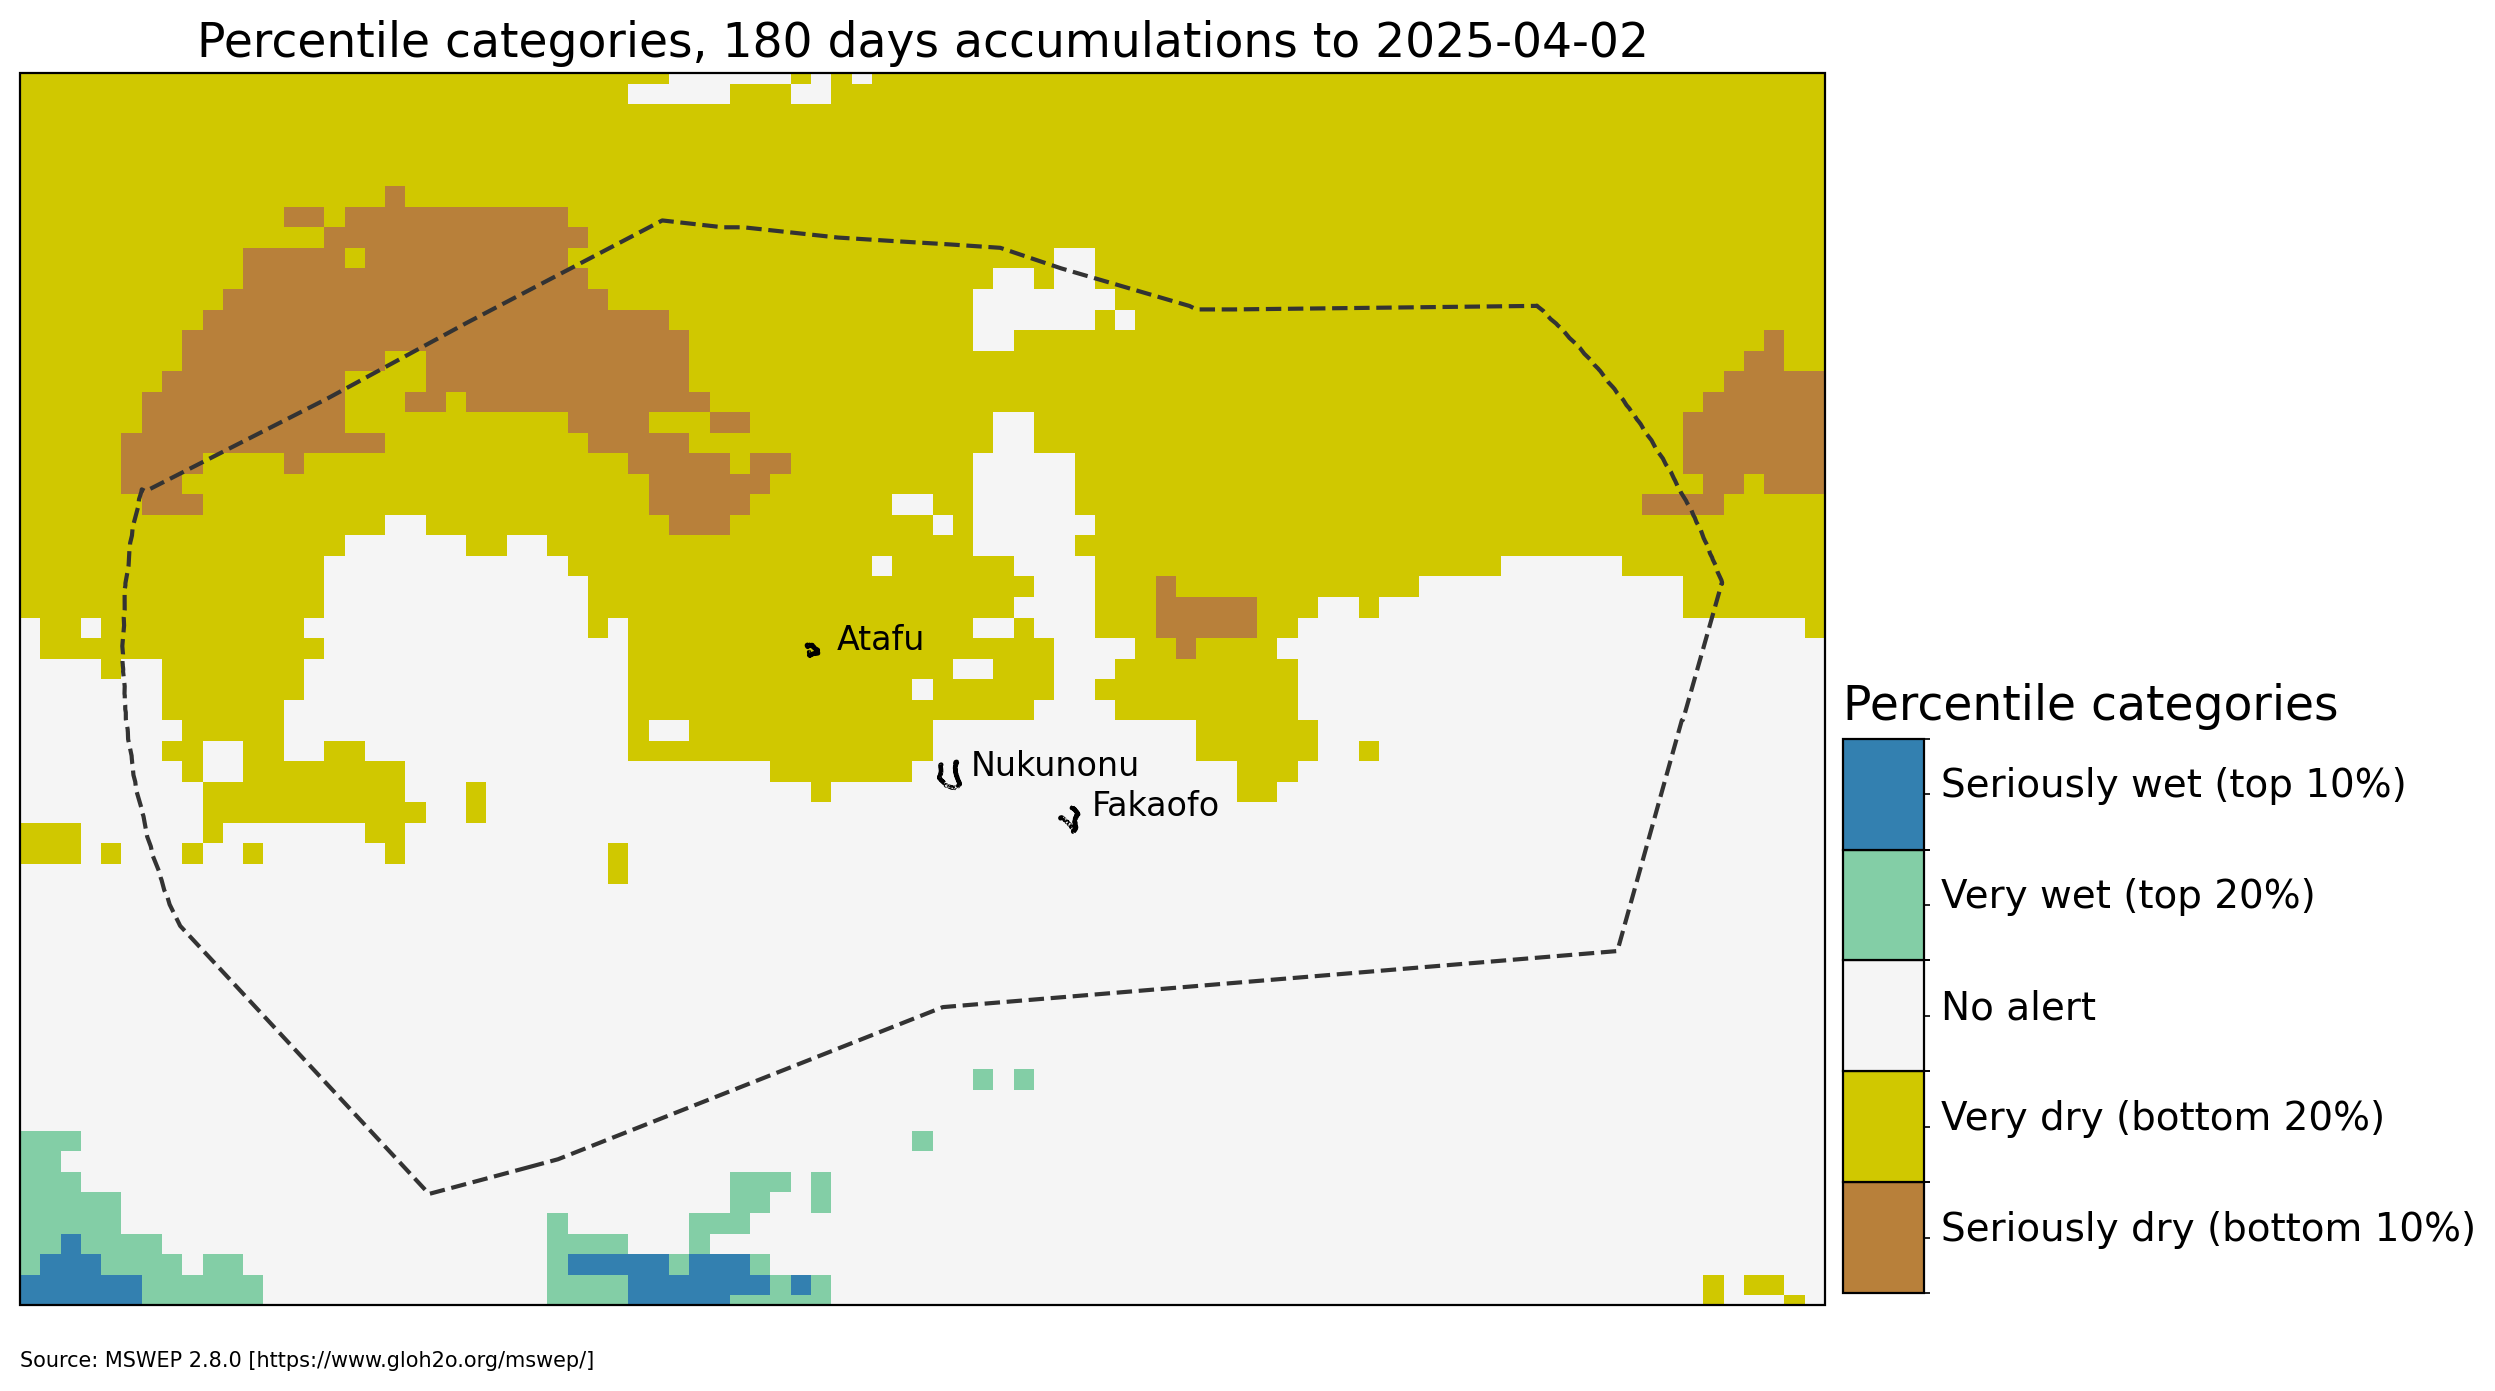 Percentile categories, 180 days accumulations to 2025-04-02
Atafu
Nukunonu
Fakaofo
Percentile categories
Seriously wet (top 10%)
Very wet (top 20%)
No alert
Very dry (bottom 20%)
Seriously dry (bottom 10%)
Source: MSWEP 2.8.0 [https://www.gloh2o.org/mswep/]